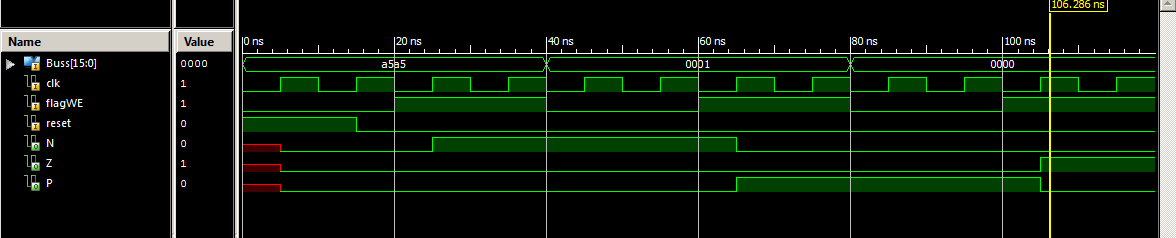 106.286 ns
Name Value
0 ns 20 ns 40 ns 60 ns 80 ns 100 ns
Buss[15:0] 0000 a5a5 0001 0000
clk 1
flagWE 1
reset 0
N 0
Z 1
P 0